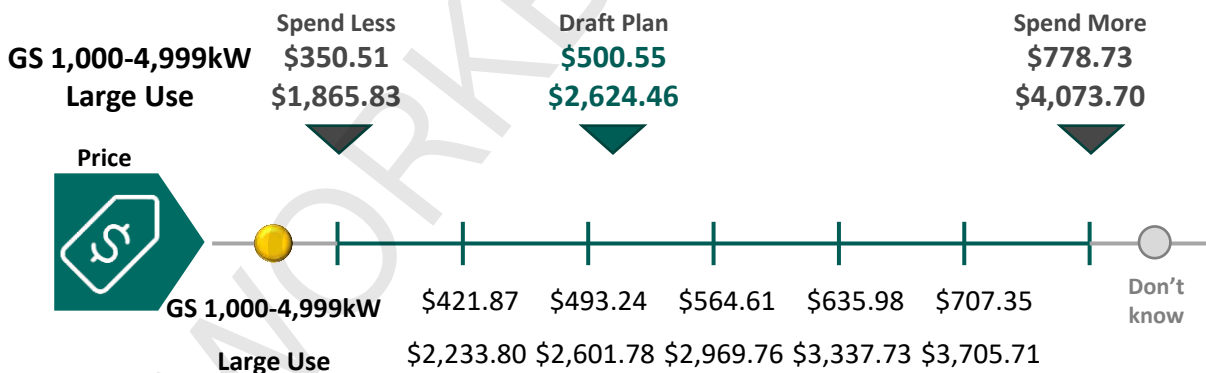 Spend Less Draft Plan Spend More
GS 1,000-4,999kW $350.51 $500.55 $778.73
Large Use $1,865.83 $2,624.46 $4,073.70
Price
$
GS 1,000-4,999kW $421.87 $493.24 $564.61 $635.98 $707.35
Large Use $2,233.80 $2,601.78 $2,969.76 $3,337.73 $3,705.71
Don't
know
WORKE